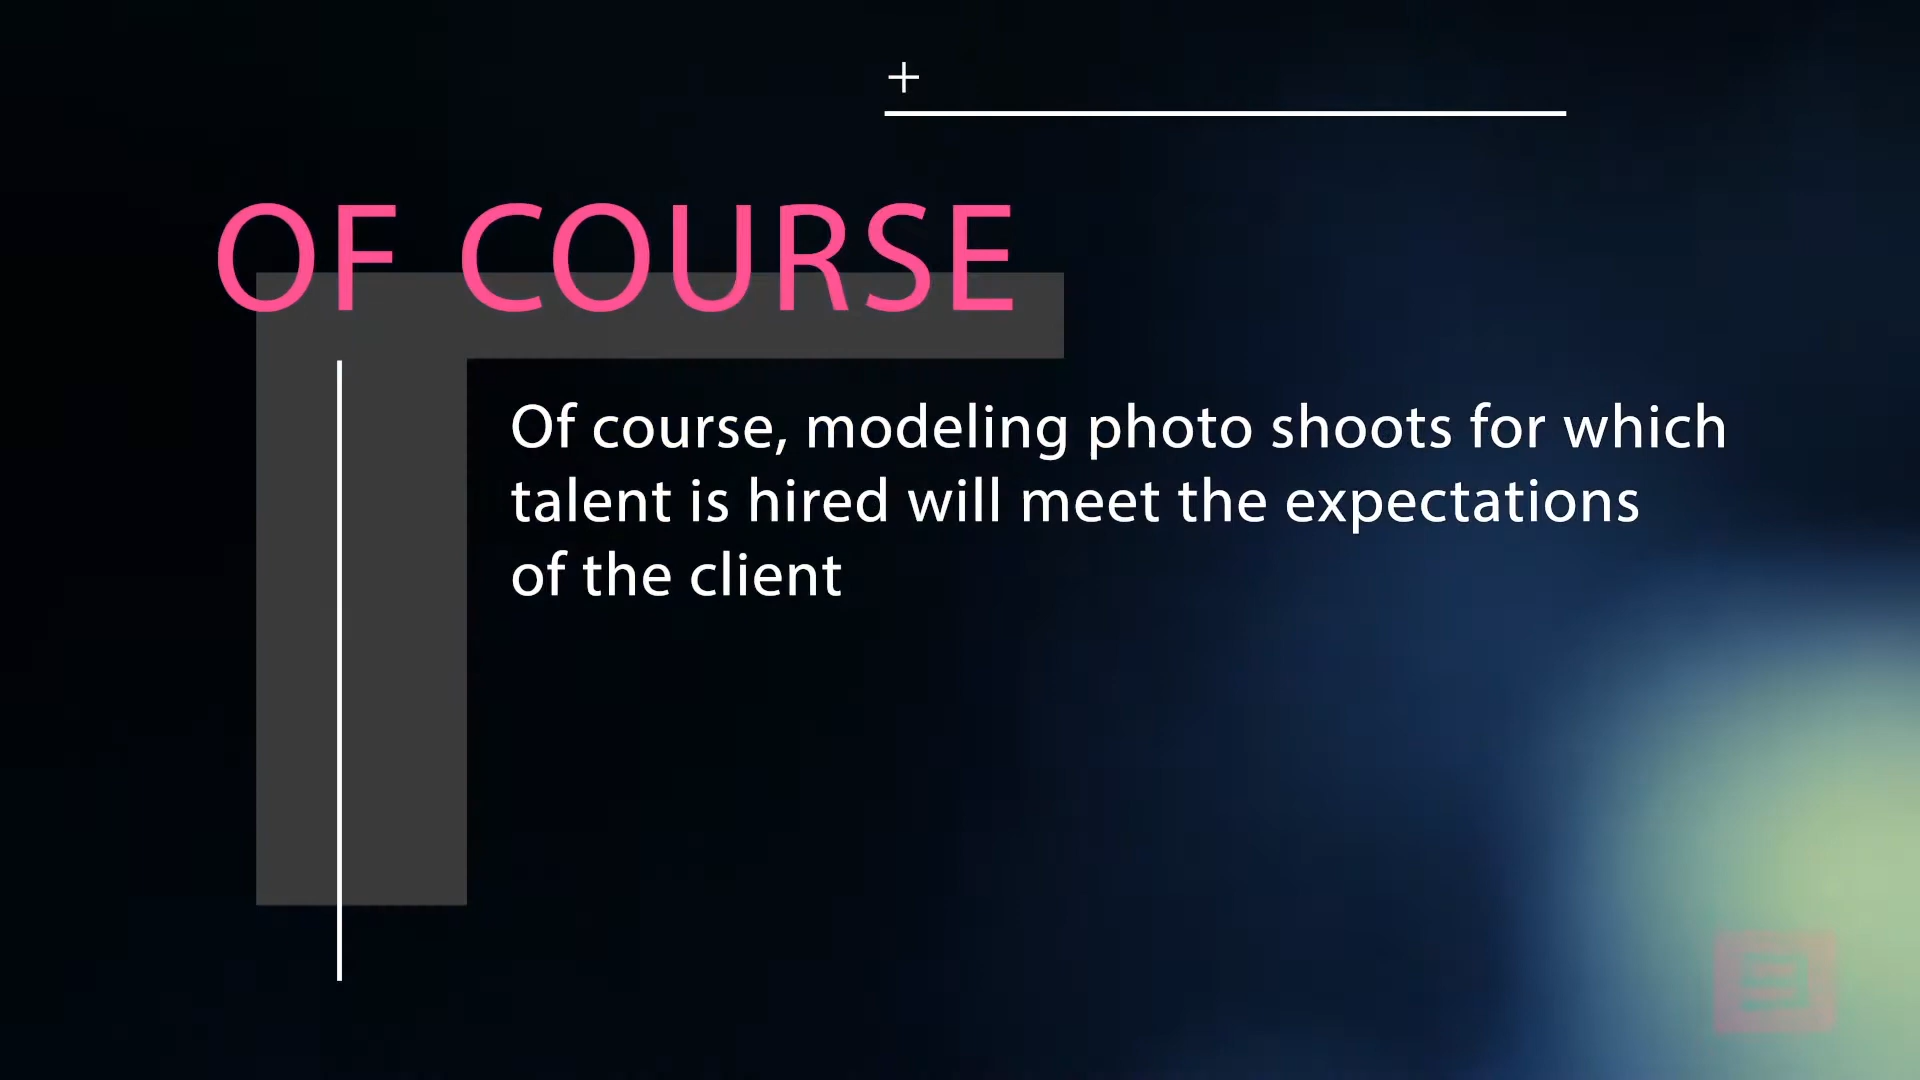 +
OF COURSE
Of course, modeling photo shoots for which
talent is hired will meet the expectations
of the client